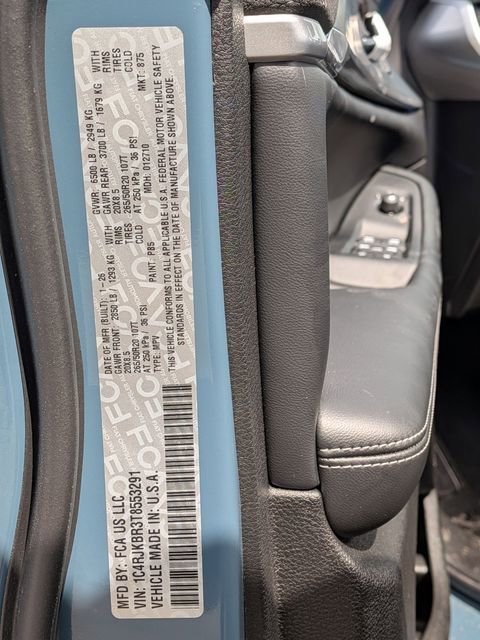 MFD BY: FCA US LLC
DATE OF MFR (BUILT): 1-26
GVWR: 6500 LB / 2949 KG
GAWR FRONT: 2850 LB / 1293 KG WITH
GAWR REAR: 3700 LB / 1679 KG WITH
20X8.5 RIMS
20X8.5 RIMS
265/50R20 107T TIRES
265/50R20 107T TIRES
AT 250 kPa / 36 PSI COLD
AT 250 kPa / 36 PSI COLD
VIN: 1C4RJKBR3T8553291
TYPE: MPV
PAINT: PB5
MDH: 012710
MKT: 875
VEHICLE MADE IN: U.S.A.
THIS VEHICLE CONFORMS TO ALL APPLICABLE U.S.A. FEDERAL MOTOR VEHICLE SAFETY
STANDARDS IN EFFECT ON THE DATE OF MANUFACTURE SHOWN ABOVE.